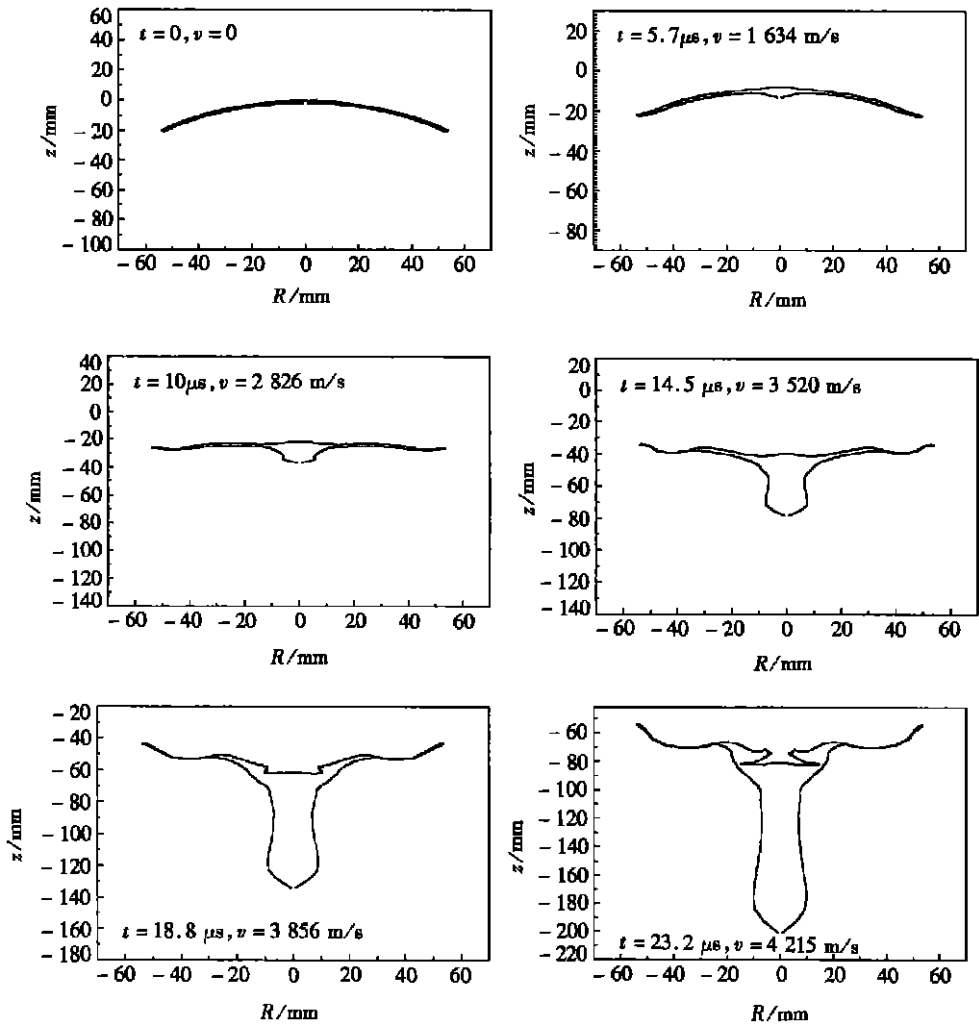 60
40
20
0
－20
－40
－60
－80
－100
z/mm
t = 0, v = 0
－60 －40 －20 0 20 40 60
R/mm
20
0
－20
－40
－60
－80
z/mm
t = 5.7μs, v = 1 634 m/s
－60 －40 －20 0 20 40 60
R/mm
40
20
0
－20
－40
－60
－80
－100
－120
－140
z/mm
t = 10μs, v = 2 826 m/s
－60 －40 －20 0 20 40 60
R/mm
20
0
－20
－40
－60
－80
－100
－120
－140
z/mm
t = 14.5 μs, v = 3 520 m/s
－60 －40 －20 0 20 40 60
R/mm
－20
－40
－60
－80
－100
－120
－140
－160
－180
z/mm
t = 18.8 μs, v = 3 856 m/s
－60 －40 －20 0 20 40 60
R/mm
－60
－80
－100
－120
－140
－160
－180
－200
－220
z/mm
t = 23.2 μs, v = 4 215 m/s
－60 －40 －20 0 20 40 60
R/mm